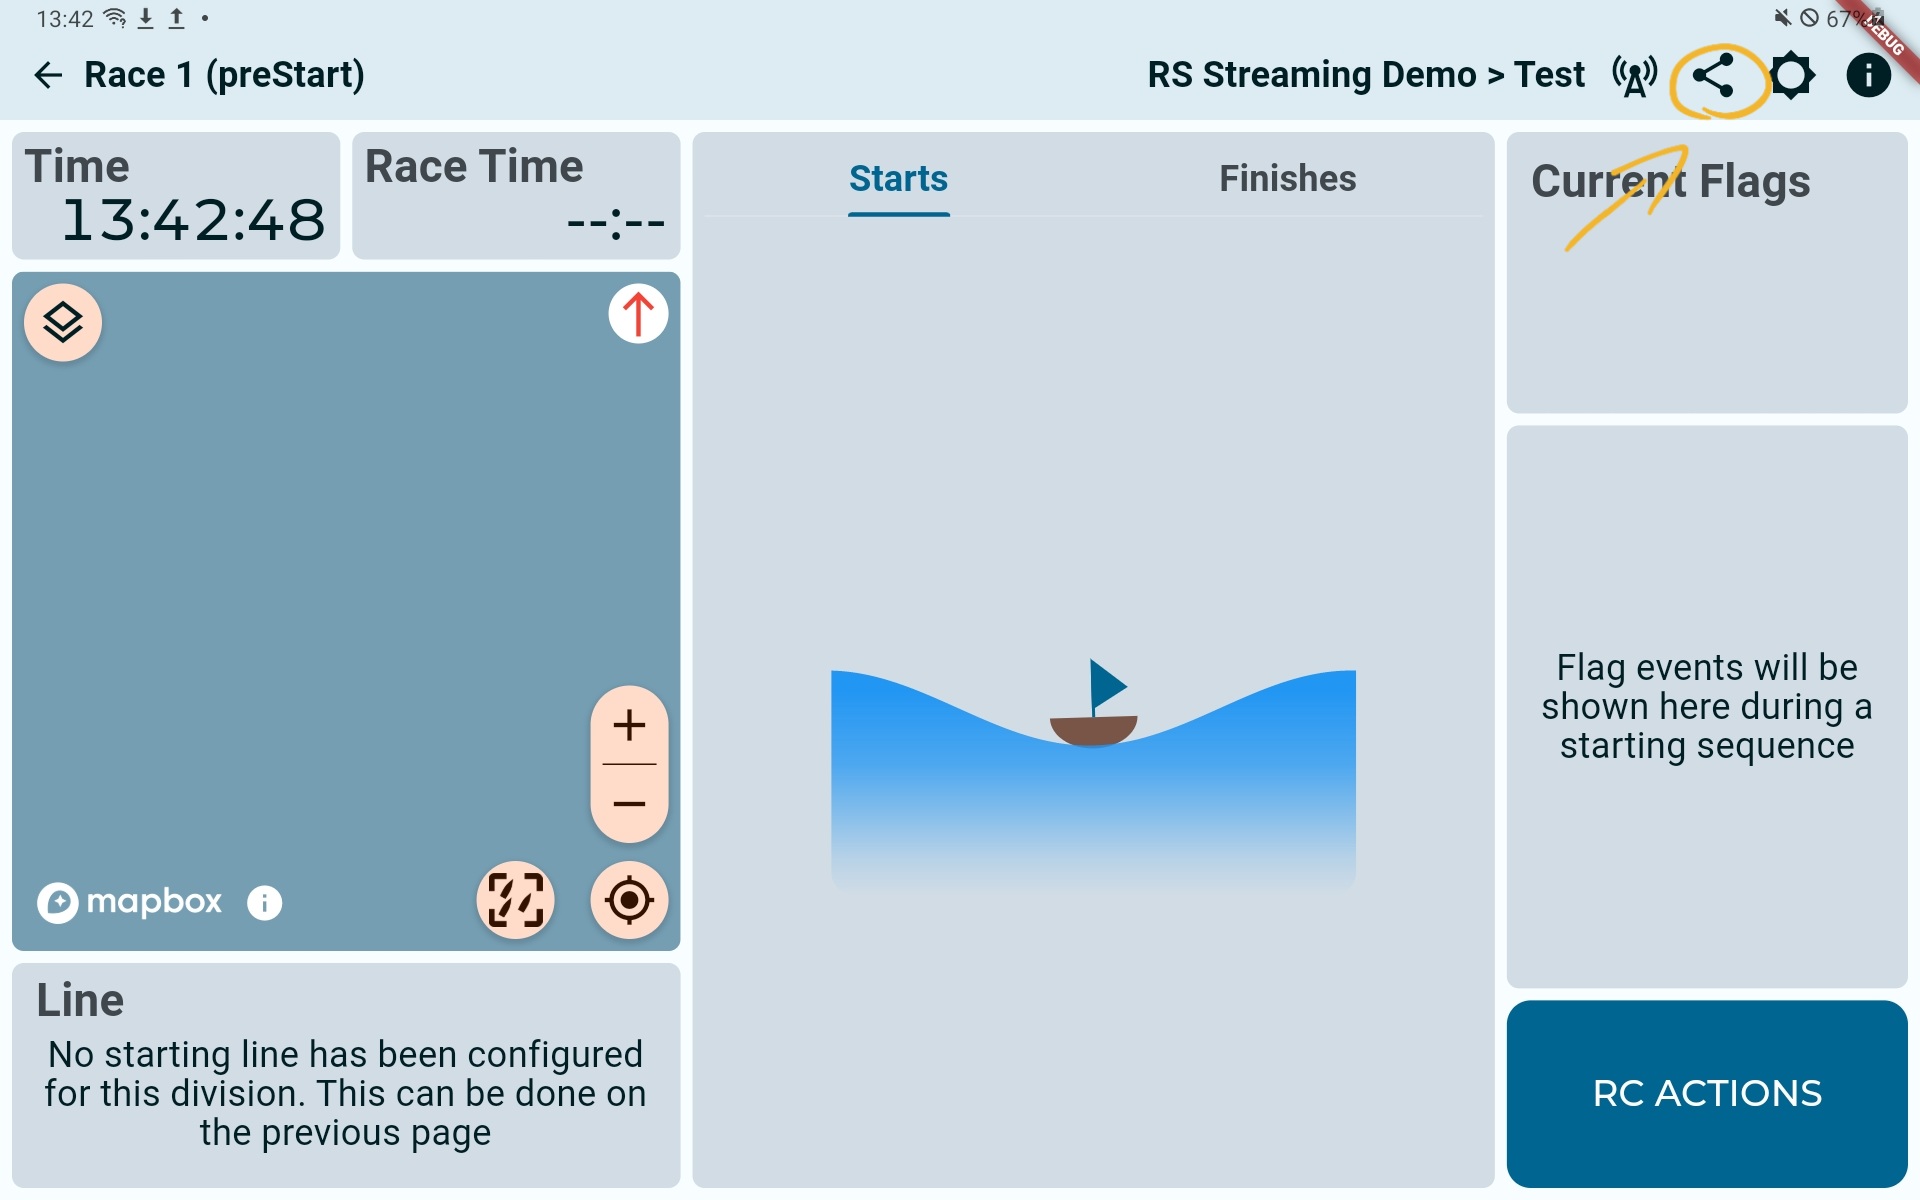 13:42
67%
DEBUG
Race 1 (preStart)
RS Streaming Demo > Test
Time
13:42:48
Race Time
--:--
Starts
Finishes
Current Flags
Flag events will be
shown here during a
starting sequence
mapbox
Line
No starting line has been configured
for this division. This can be done on
the previous page
RC ACTIONS